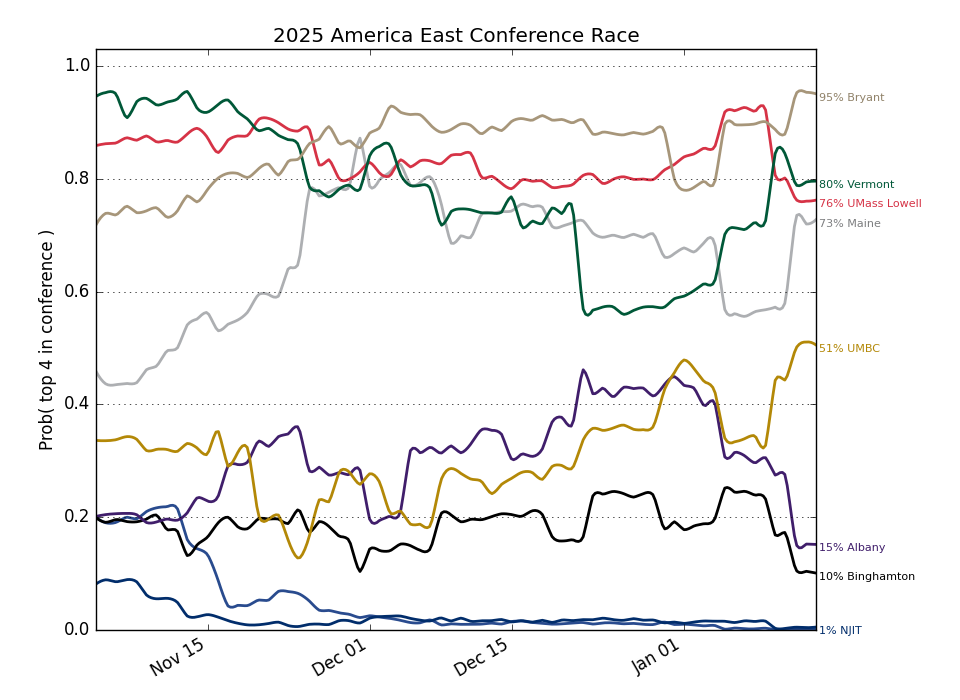 2025 America East Conference Race
Prob( top 4 in conference )
1.0
0.8
0.6
0.4
0.2
0.0
Nov 15
Dec 01
Dec 15
Jan 01
95% Bryant
80% Vermont
76% UMass Lowell
73% Maine
51% UMBC
15% Albany
10% Binghamton
1% NJIT